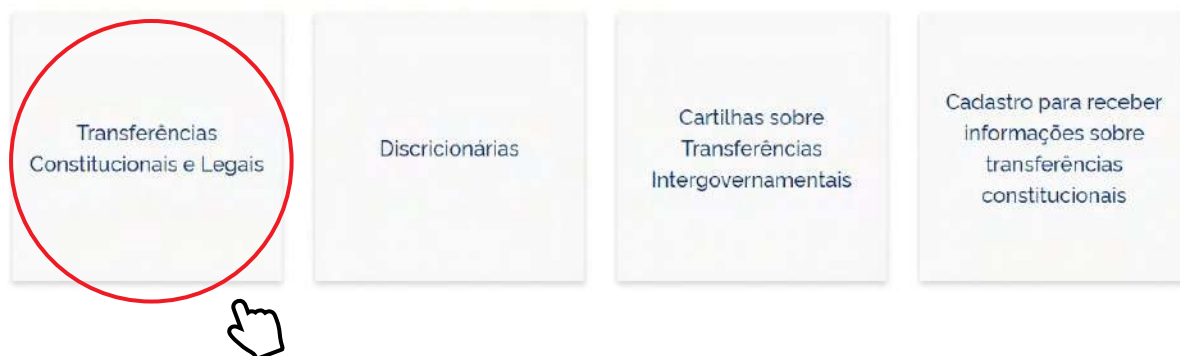 Transferências
Constitucionais e Legais
Discricionárias
Cartilhas sobre
Transferências
Intergovernamentais
Cadastro para receber
informações sobre
transferências
constitucionais